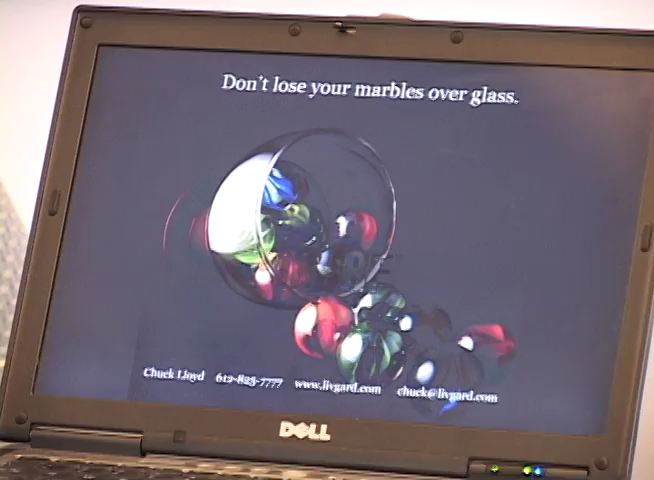 Don't lose your marbles over glass.
Chuck Lloyd 612-825-7777 www.livgard.com chuck@livgard.com
DELL